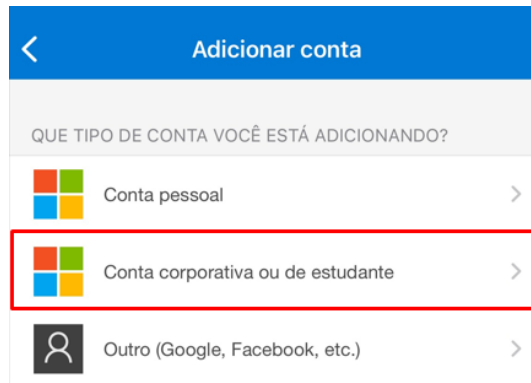 Adicionar conta
QUE TIPO DE CONTA VOCÊ ESTÁ ADICIONANDO?
Conta pessoal
Conta corporativa ou de estudante
Outro (Google, Facebook, etc.)